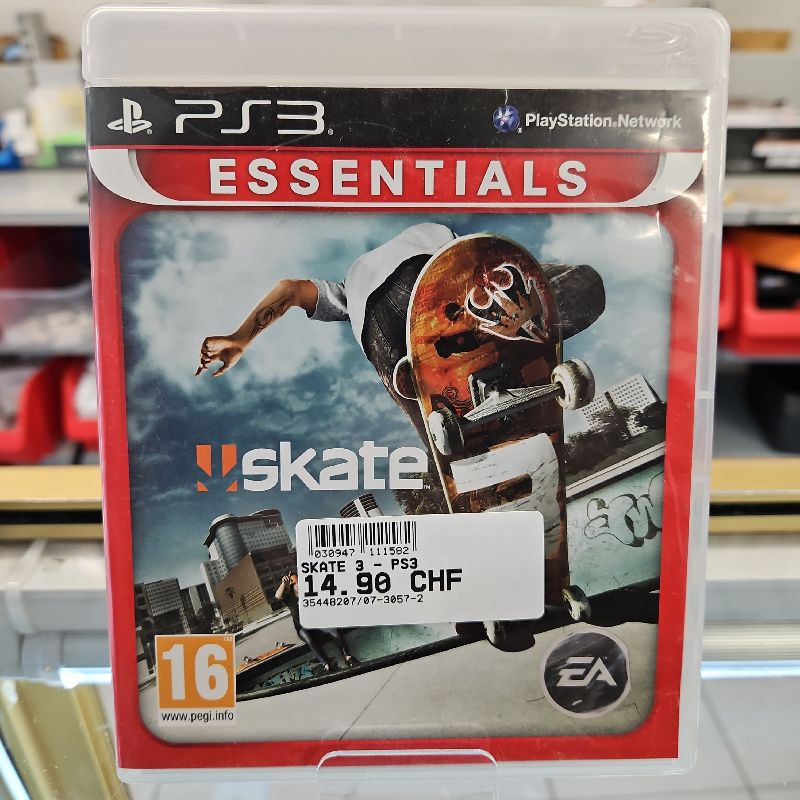 PS3
PlayStation®Network
ESSENTIALS
skate™
030947 111582
SKATE 3 - PS3
14.90 CHF
35448207/07-3057-2
16
www.pegi.info
EA